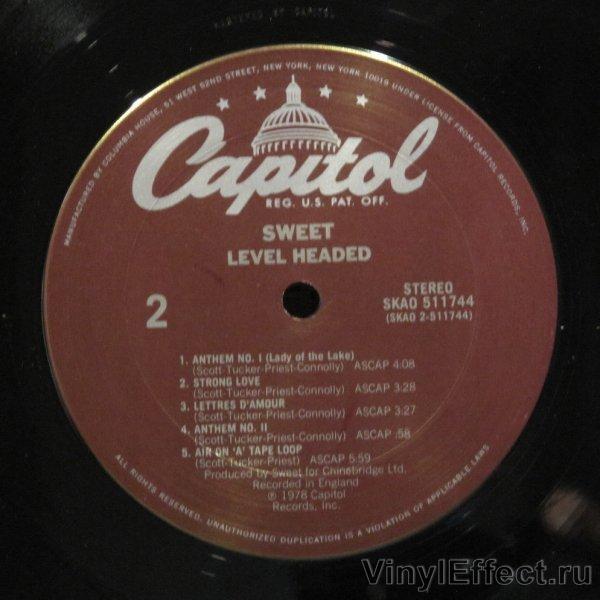 MASTERED BY CAPITOL
MANUFACTURED BY COLUMBIA HOUSE, 51 WEST 52ND STREET, NEW YORK, NEW YORK 10019 UNDER LICENSE FROM CAPITOL RECORDS, INC.
Capitol
REG. U.S. PAT. OFF.
SWEET
LEVEL HEADED
2
STEREO
SKAO 511744
(SKAO 2-511744)
1. ANTHEM NO. I (Lady of the Lake)
(Scott-Tucker-Priest-Connolly) ASCAP 4:08
2. STRONG LOVE
(Scott-Tucker-Priest-Connolly) ASCAP 3:28
3. LETTRES D'AMOUR
(Scott-Tucker-Priest-Connolly) ASCAP 3:27
4. ANTHEM NO. II
(Scott-Tucker-Priest-Connolly) ASCAP :58
5. AIR ON 'A' TAPE LOOP
(Scott-Tucker-Priest) ASCAP 5:59
Produced by Sweet for Chinebridge Ltd.
Recorded in England
℗ 1978 Capitol
Records, Inc.
ALL RIGHTS RESERVED. UNAUTHORIZED DUPLICATION IS A VIOLATION OF APPLICABLE LAWS
VinylEffect.ru